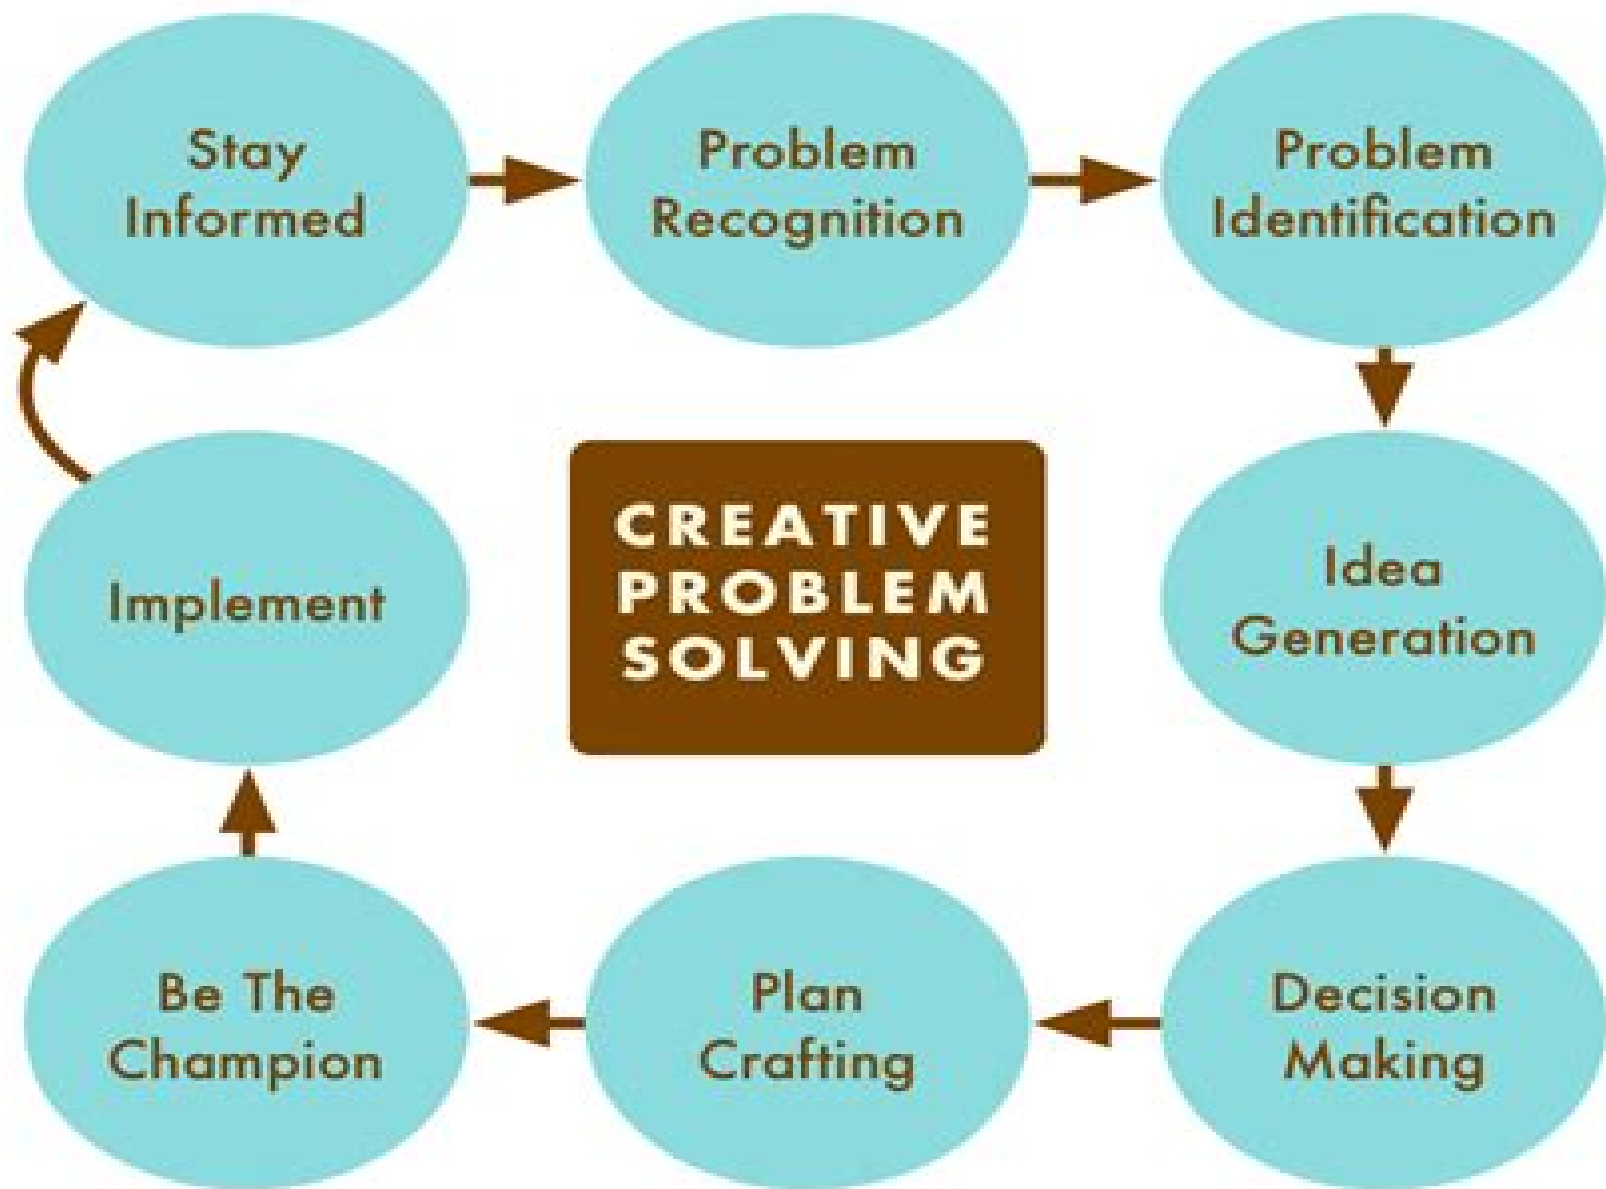 Stay
Informed
Problem
Recognition
Problem
Identification
Idea
Generation
Decision
Making
Plan
Crafting
Be The
Champion
Implement
CREATIVE
PROBLEM
SOLVING